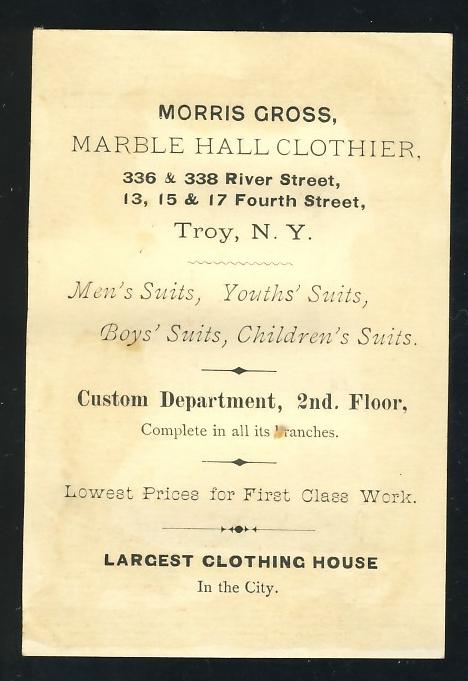 MORRIS GROSS,
MARBLE HALL CLOTHIER,
336 & 338 River Street,
13, 15 & 17 Fourth Street,
Troy, N. Y.
Men's Suits, Youths' Suits,
Boys' Suits, Children's Suits.
Custom Department, 2nd. Floor,
Complete in all its branches.
Lowest Prices for First Class Work.
LARGEST CLOTHING HOUSE
In the City.